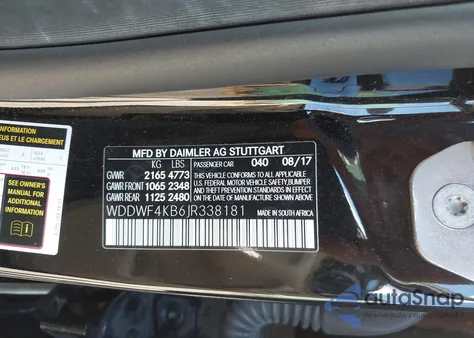 INFORMATION
SEE OWNER'S
MANUAL FOR
ADDITIONAL
INFORMATION
MFD BY DAIMLER AG STUTTGART
KG LBS PASSENGER CAR 040 08/17
GWR 2165 4773
GAWR FRONT 1065 2348
GAWR REAR 1125 2480
THIS VEHICLE CONFORMS TO ALL APPLICABLE
U.S. FEDERAL MOTOR VEHICLE SAFETY, BUMPER,
AND THEFT PREVENTION STANDARDS IN EFFECT
ON THE DATE OF MANUFACTURE SHOWN ABOVE.
WDDWF4KB6JR338181 MADE IN SOUTH AFRICA
autoSnap